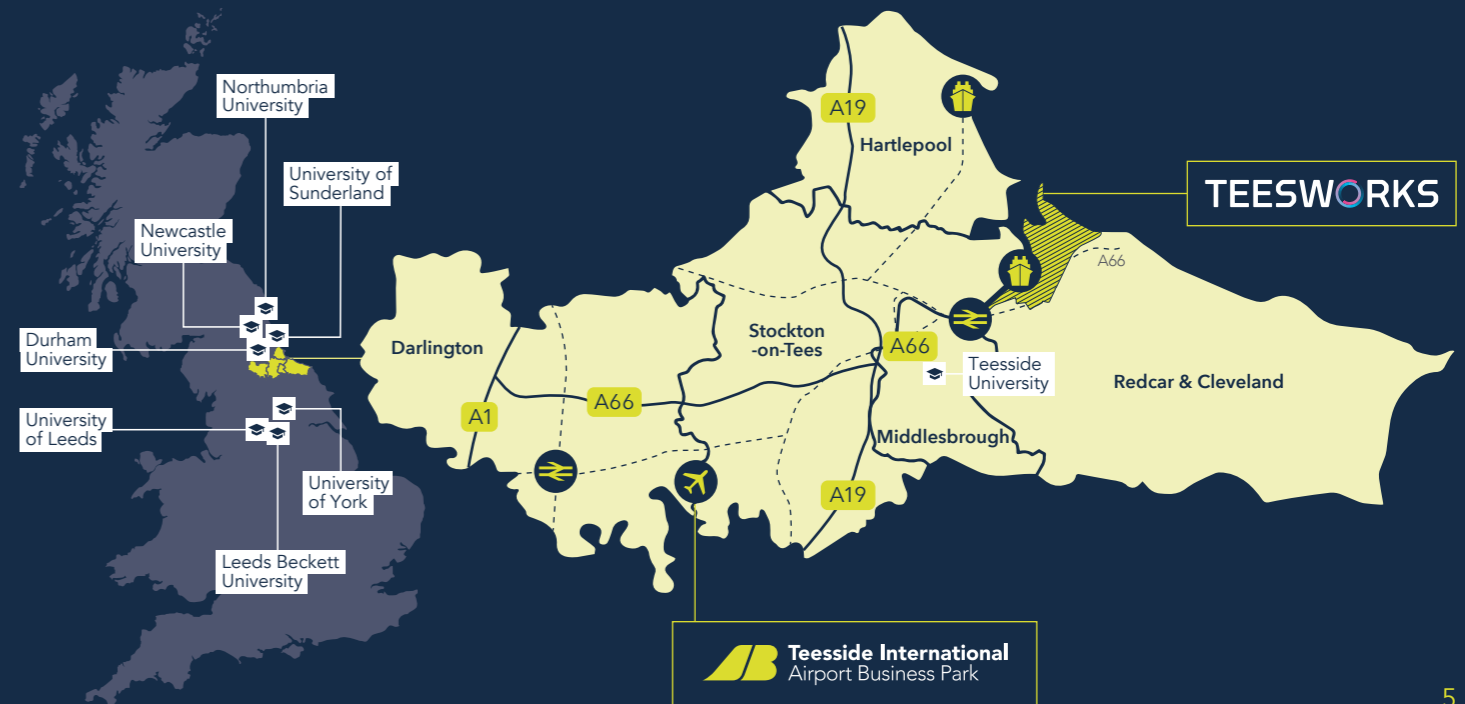 Northumbria
University
University of
Sunderland
Newcastle
University
Durham
University
University
of Leeds
University
of York
Leeds Beckett
University
A19
Hartlepool
TEESWORKS
A66
Darlington
Stockton
-on-Tees
A66
Teesside
University
Redcar & Cleveland
A1
A66
Middlesbrough
A19
Teesside International
Airport Business Park
5